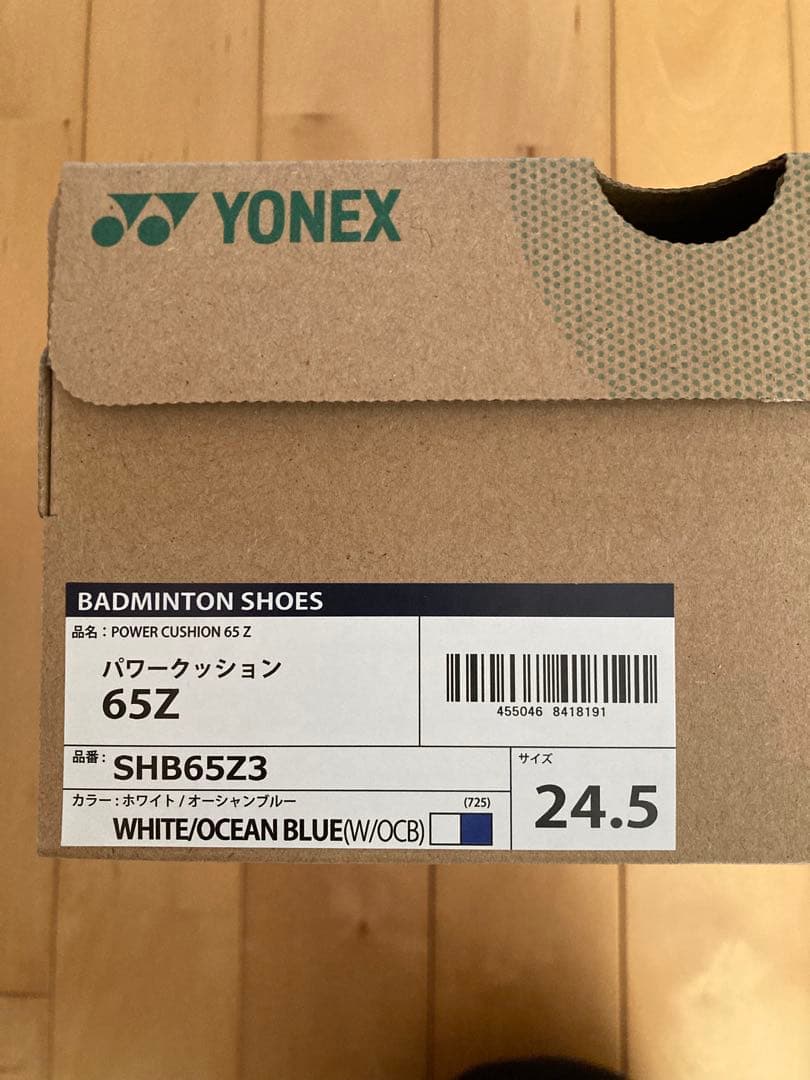 YONEX
BADMINTON SHOES
品名：POWER CUSHION 65 Z
パワークッション
65Z
455046 8418191
品番：
SHB65Z3
サイズ
24.5
カラー：ホワイト / オーシャンブルー (725)
WHITE/OCEAN BLUE(W/OCB)